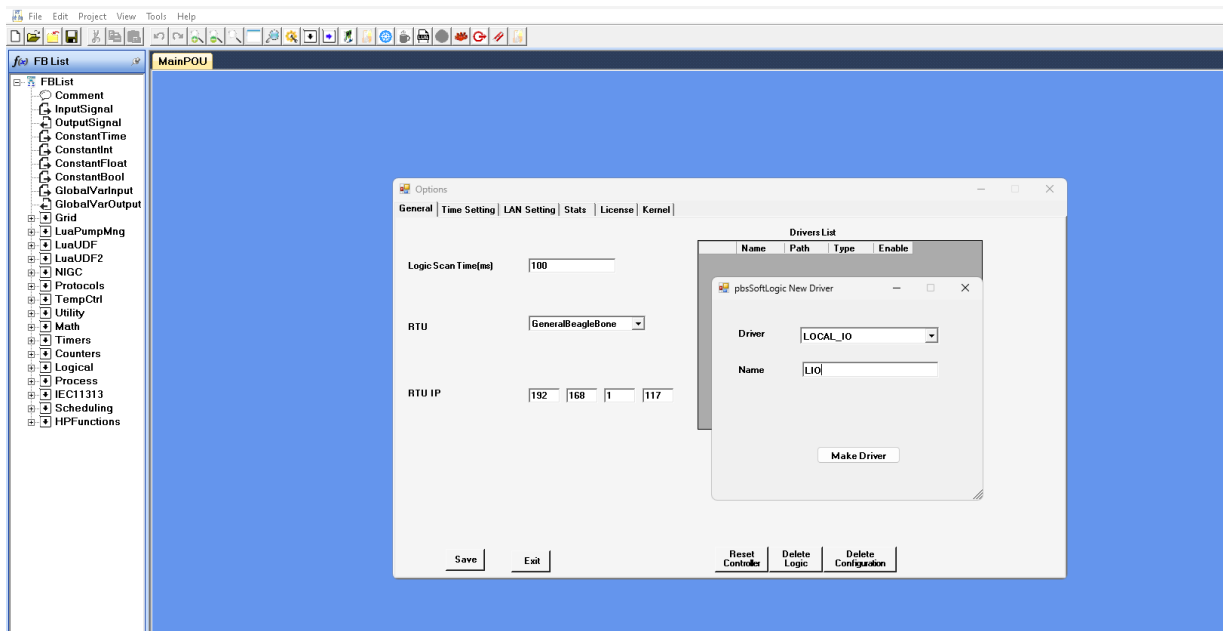 File Edit Project View Tools Help
f(x) FB List
MainPOU
FBList
Comment
InputSignal
OutputSignal
ConstantTime
ConstantInt
ConstantFloat
ConstantBool
GlobalVarInput
GlobalVarOutput
Grid
LuaPumpMng
LuaUDF
LuaUDF2
NIGC
Protocols
TempCtrl
Utility
Math
Timers
Counters
Logical
Process
IEC11313
Scheduling
HPFunctions
Options
General Time Setting LAN Setting Stats License Kernel
Drivers List
Name Path Type Enable
Logic Scan Time(ms) 100
RTU GeneralBeagleBone
RTU IP 192 168 1 117
pbsSoftLogic New Driver
Driver LOCAL_IO
Name LIO
Make Driver
Save Exit
Reset Controller
Delete Logic
Delete Configuration